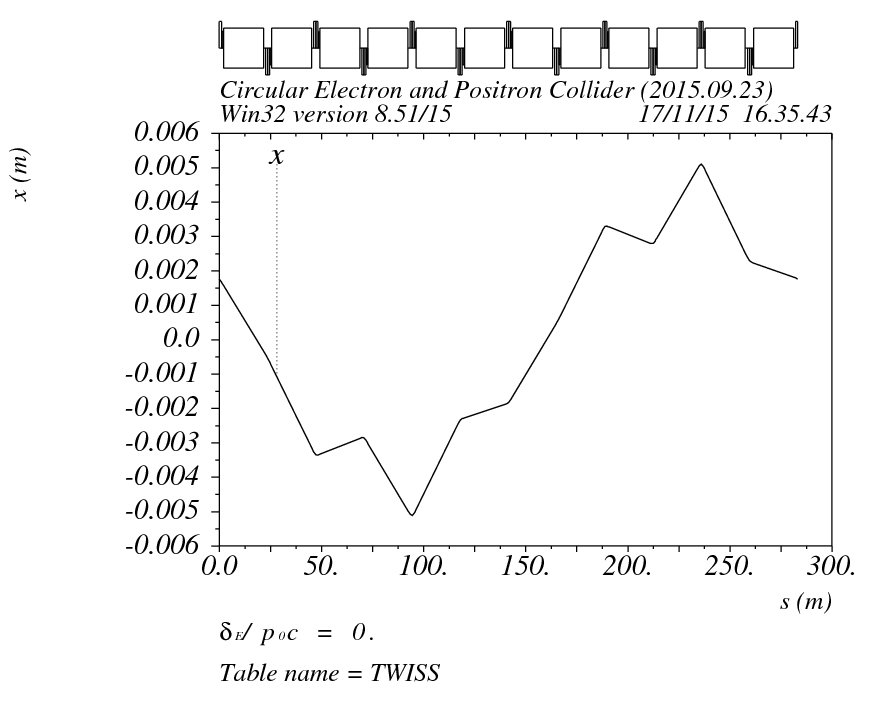 Circular Electron and Positron Collider (2015.09.23)
Win32 version 8.51/15 17/11/15 16.35.43
x (m)
x
0.006
0.005
0.004
0.003
0.002
0.001
0.0
-0.001
-0.002
-0.003
-0.004
-0.005
-0.006
0.0 50. 100. 150. 200. 250. 300.
s (m)
δE/ p0c = 0.
Table name = TWISS